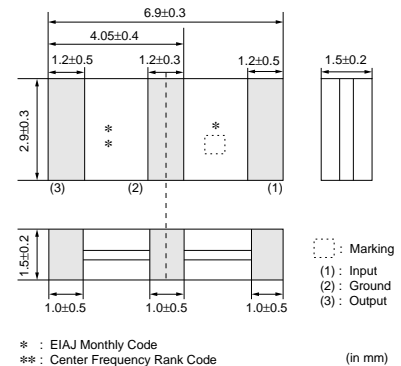 6.9±0.3
4.05±0.4
1.2±0.5 1.2±0.3 1.2±0.5 1.5±0.2
2.9±0.3
*
**
(3) (2) (1)
1.5±0.2
1.0±0.5 1.0±0.5 1.0±0.5
: Marking
(1) : Input
(2) : Ground
(3) : Output
* : EIAJ Monthly Code
** : Center Frequency Rank Code (in mm)